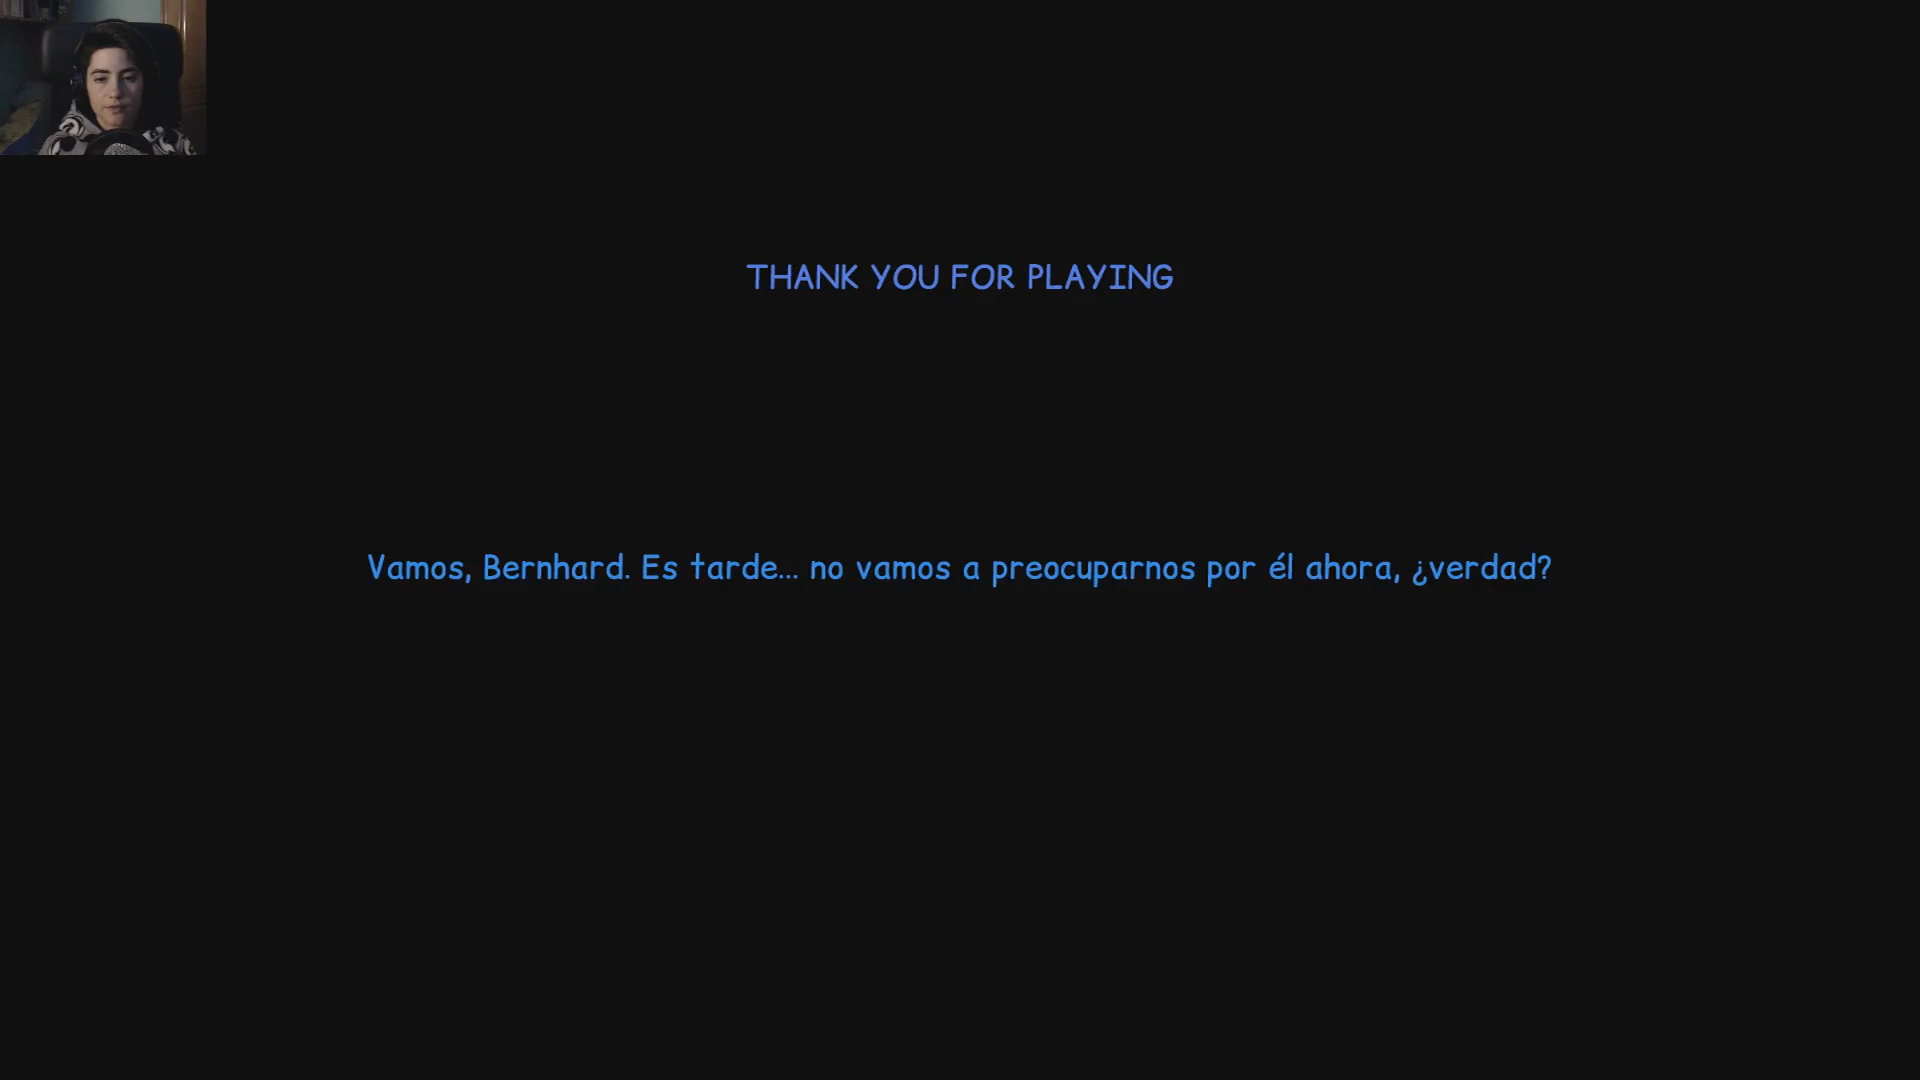 THANK YOU FOR PLAYING
Vamos, Bernhard. Es tarde... no vamos a preocuparnos por él ahora, ¿verdad?